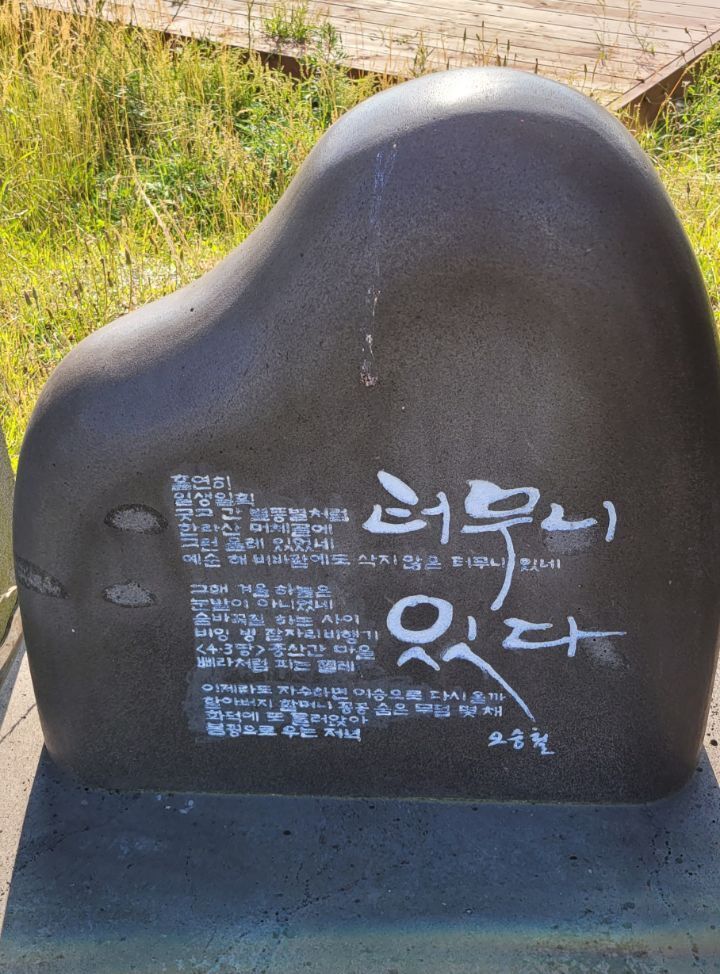 터무니
있다
홀연히
일생일획
긋고 간 별똥별처럼
한라산 머체골에
그런 올레 있었네
예순 해 비바람에도 삭지 않은 터무니 있네
그해 겨울 하늘은
눈발이 아니었네
숨바꼭질 하는 사이
비잉 빙 잠자리비행기
<4·3땅> 중산간 마을
삐라처럼 피는 찔레
이제라도 자수하면 이승으로 다시 올까
할아버지 할머니 꽁꽁 숨은 무덤 몇 채
화덕에 또 둘러앉아
봄꿩으로 우는 저녁
오승철